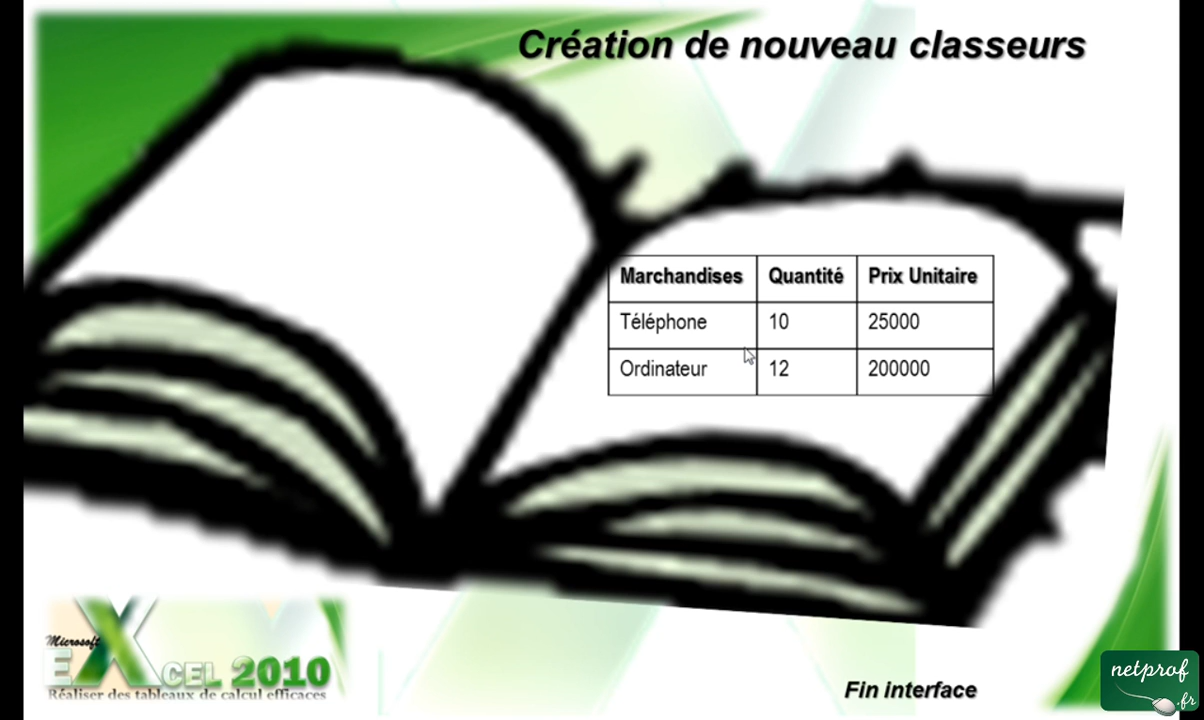 Création de nouveau classeurs
Marchandises Quantité Prix Unitaire
Téléphone 10 25000
Ordinateur 12 200000
Microsoft
EXCEL 2010
Réaliser des tableaux de calcul efficaces
Fin interface
netprof
.fr